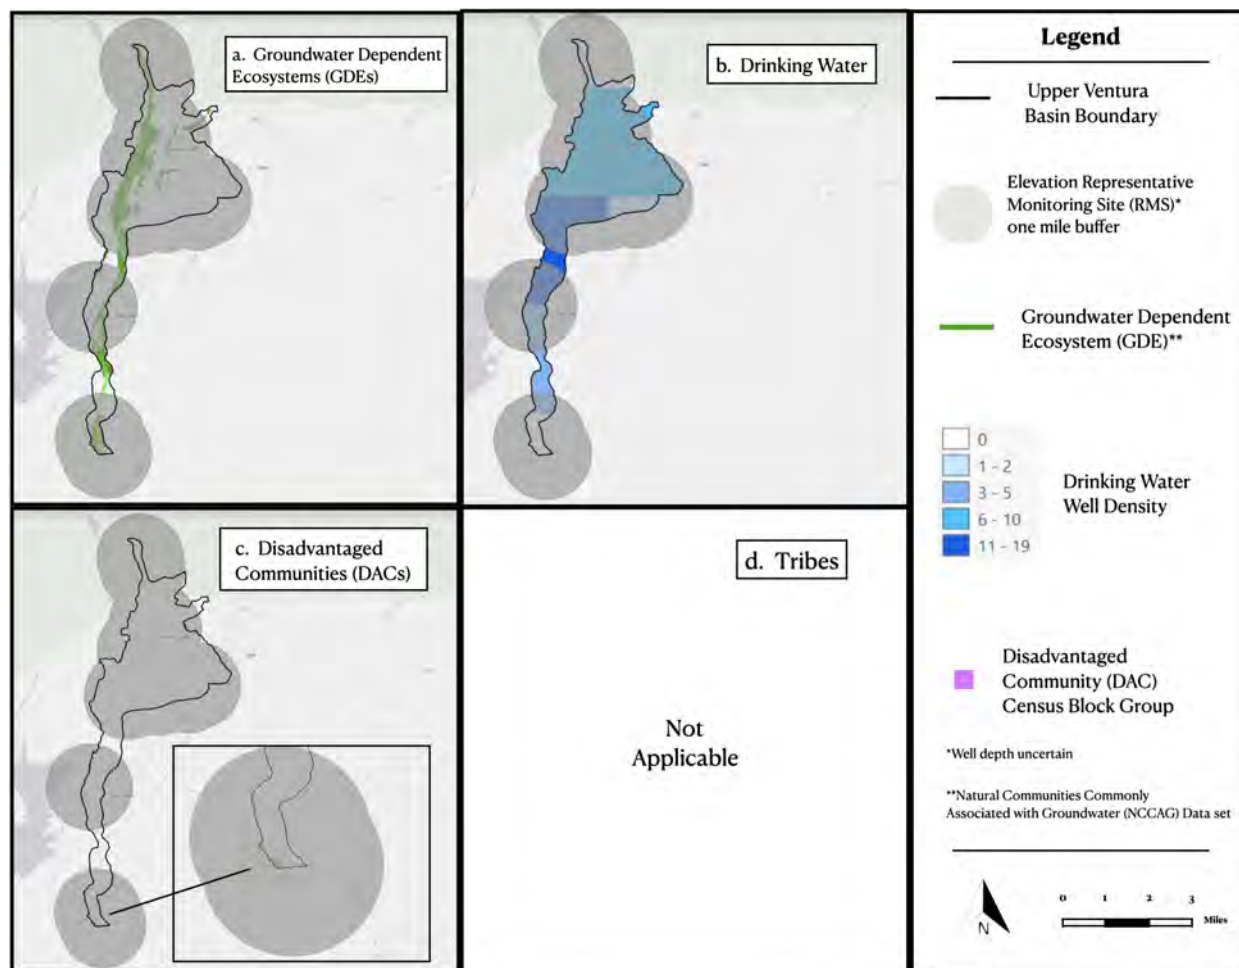 a. Groundwater Dependent
Ecosystems (GDEs)
b. Drinking Water
c. Disadvantaged
Communities (DACs)
d. Tribes
Not
Applicable
Legend
Upper Ventura
Basin Boundary
Elevation Representative
Monitoring Site (RMS)*
one mile buffer
Groundwater Dependent
Ecosystem (GDE)**
0
1 - 2
3 - 5
6 - 10
11 - 19
Drinking Water
Well Density
Disadvantaged
Community (DAC)
Census Block Group
*Well depth uncertain
**Natural Communities Commonly
Associated with Groundwater (NCCAG) Data set
N
0 1 2 3
Miles